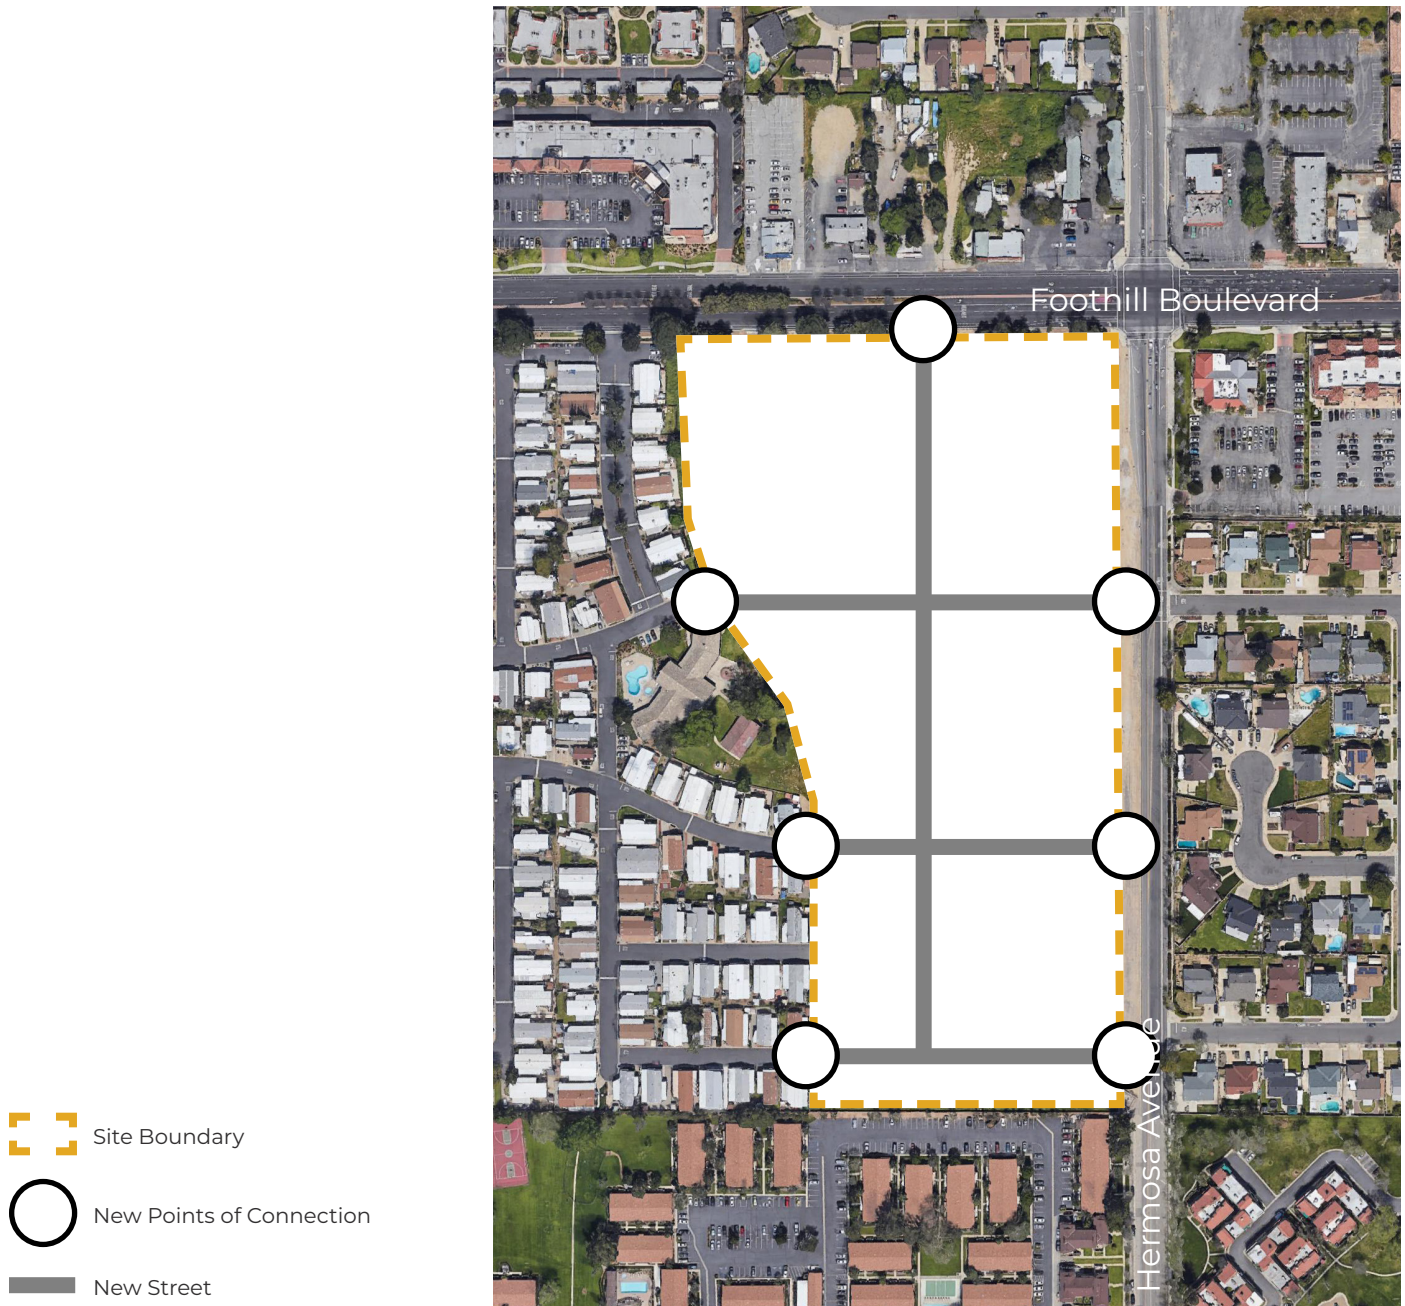 Foothill Boulevard
Hermosa Avenue
Site Boundary
New Points of Connection
New Street